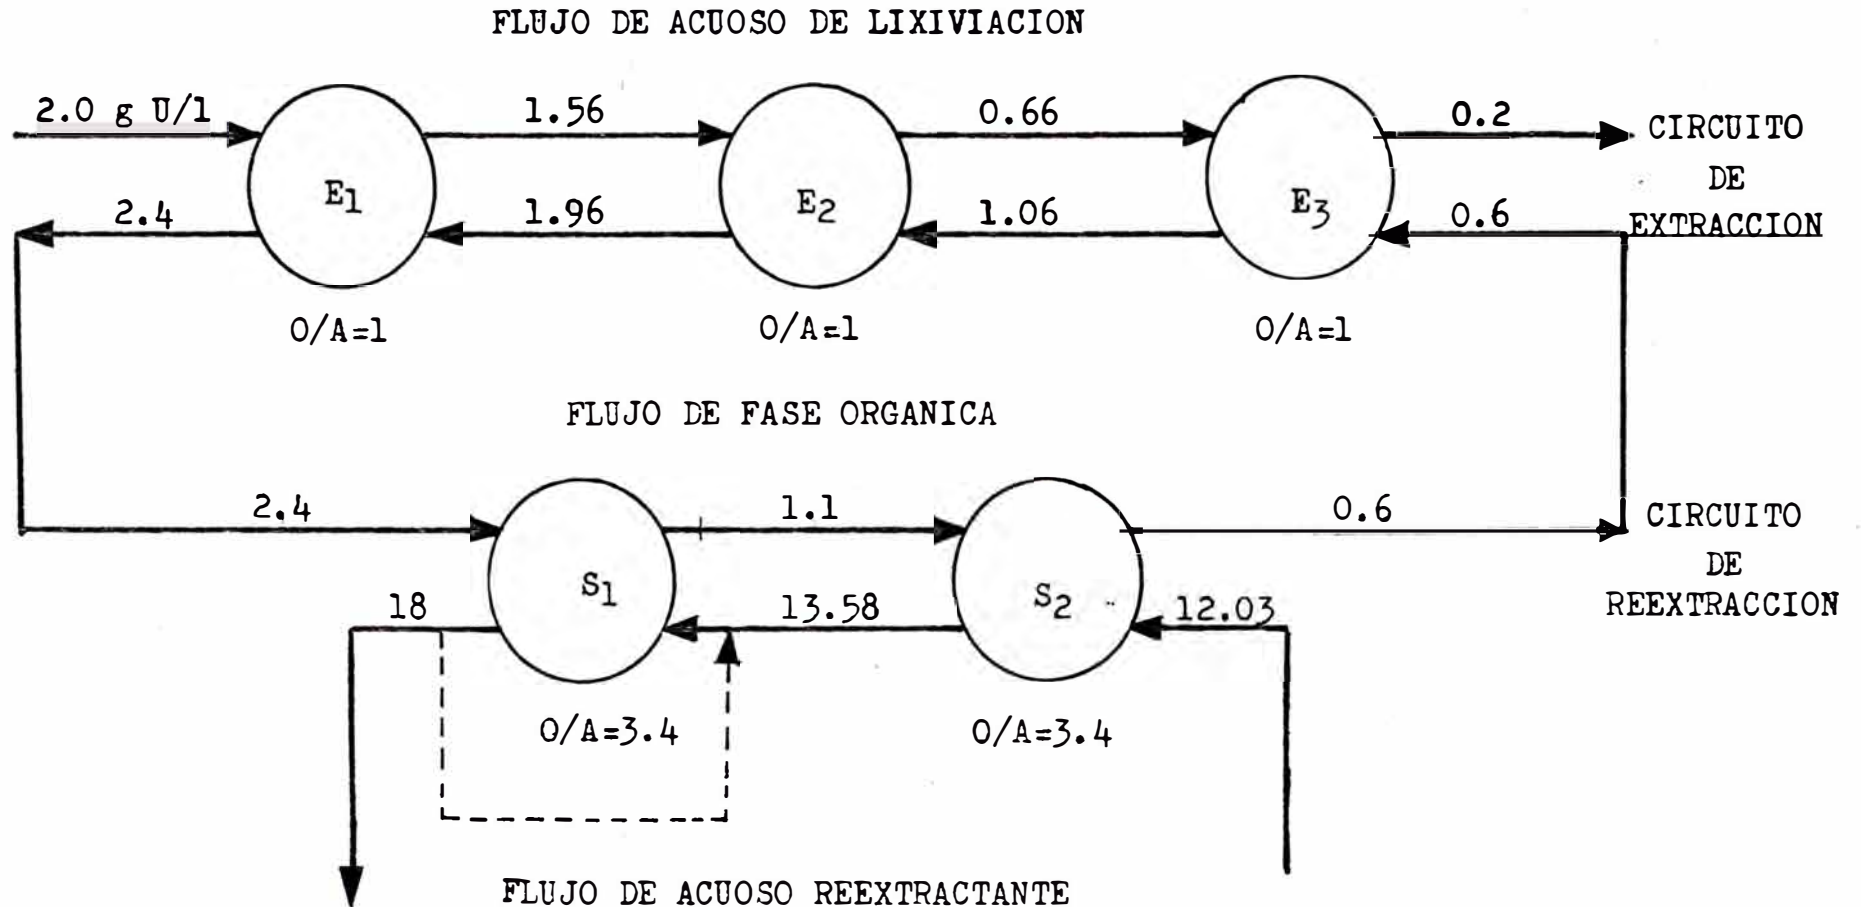 FLUJO DE ACUOSO DE LIXIVIACION
2.0 g U/l
1.56
0.66
0.2
CIRCUITO
DE
EXTRACCION
E1
E2
E3
2.4
1.96
1.06
0.6
O/A=1
O/A=1
O/A=1
FLUJO DE FASE ORGANICA
2.4
1.1
0.6
CIRCUITO
DE
REEXTRACCION
S1
S2
18
13.58
12.03
O/A=3.4
O/A=3.4
FLUJO DE ACUOSO REEXTRACTANTE